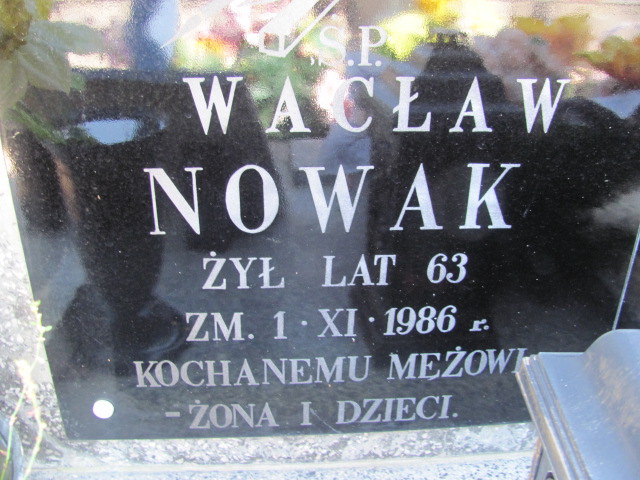 Ś.P.
WACŁAW
NOWAK
ŻYŁ LAT 63
ZM. 1·XI·1986 r.
KOCHANEMU MĘŻOWI
-ŻONA I DZIECI.